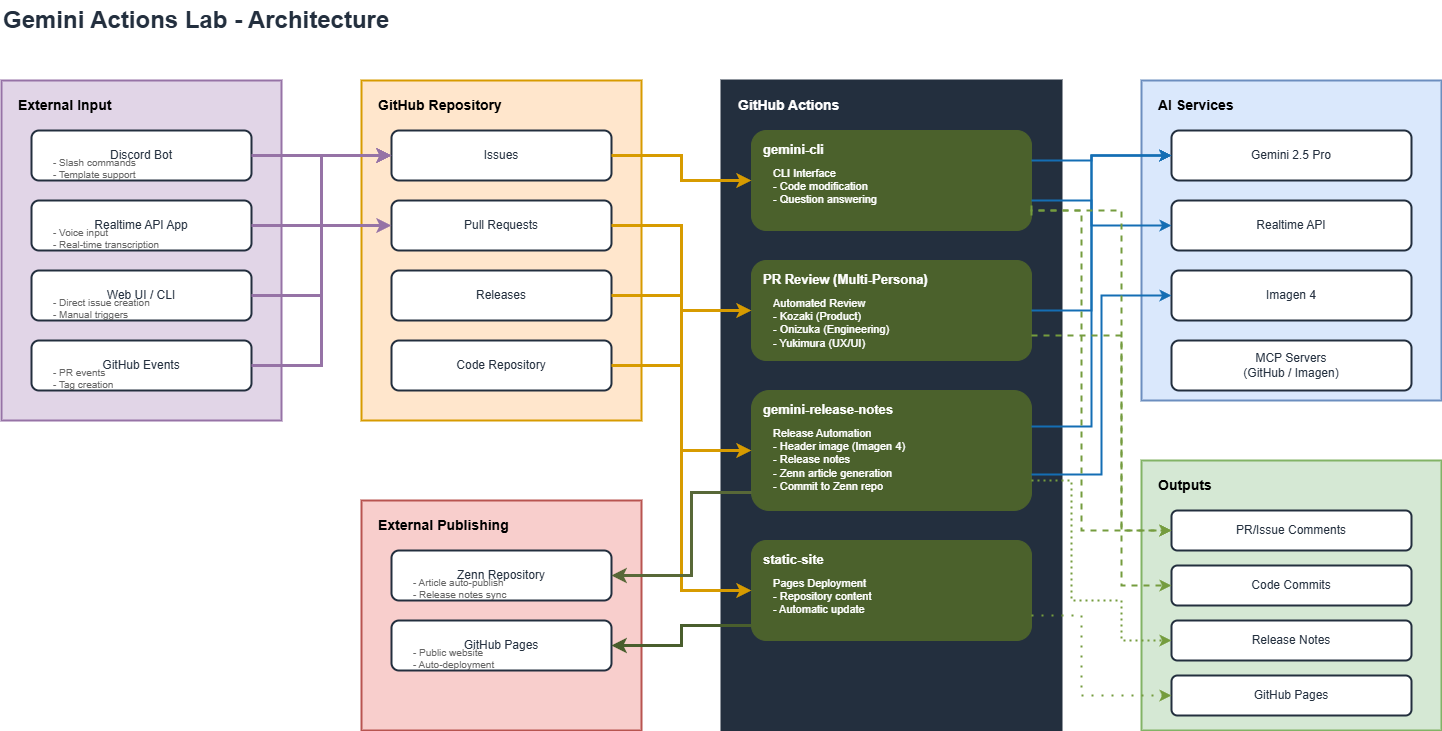 Gemini Actions Lab - Architecture
External Input
Discord Bot
- Slash commands
- Template support
Realtime API App
- Voice input
- Real-time transcription
Web UI / CLI
- Direct issue creation
- Manual triggers
GitHub Events
- PR events
- Tag creation
GitHub Repository
Issues
Pull Requests
Releases
Code Repository
External Publishing
Zenn Repository
- Article auto-publish
- Release notes sync
GitHub Pages
- Public website
- Auto-deployment
GitHub Actions
gemini-cli
CLI Interface
- Code modification
- Question answering
PR Review (Multi-Persona)
Automated Review
- Kozaki (Product)
- Onizuka (Engineering)
- Yukimura (UX/UI)
gemini-release-notes
Release Automation
- Header image (Imagen 4)
- Release notes
- Zenn article generation
- Commit to Zenn repo
static-site
Pages Deployment
- Repository content
- Automatic update
AI Services
Gemini 2.5 Pro
Realtime API
Imagen 4
MCP Servers
(GitHub / Imagen)
Outputs
PR/Issue Comments
Code Commits
Release Notes
GitHub Pages